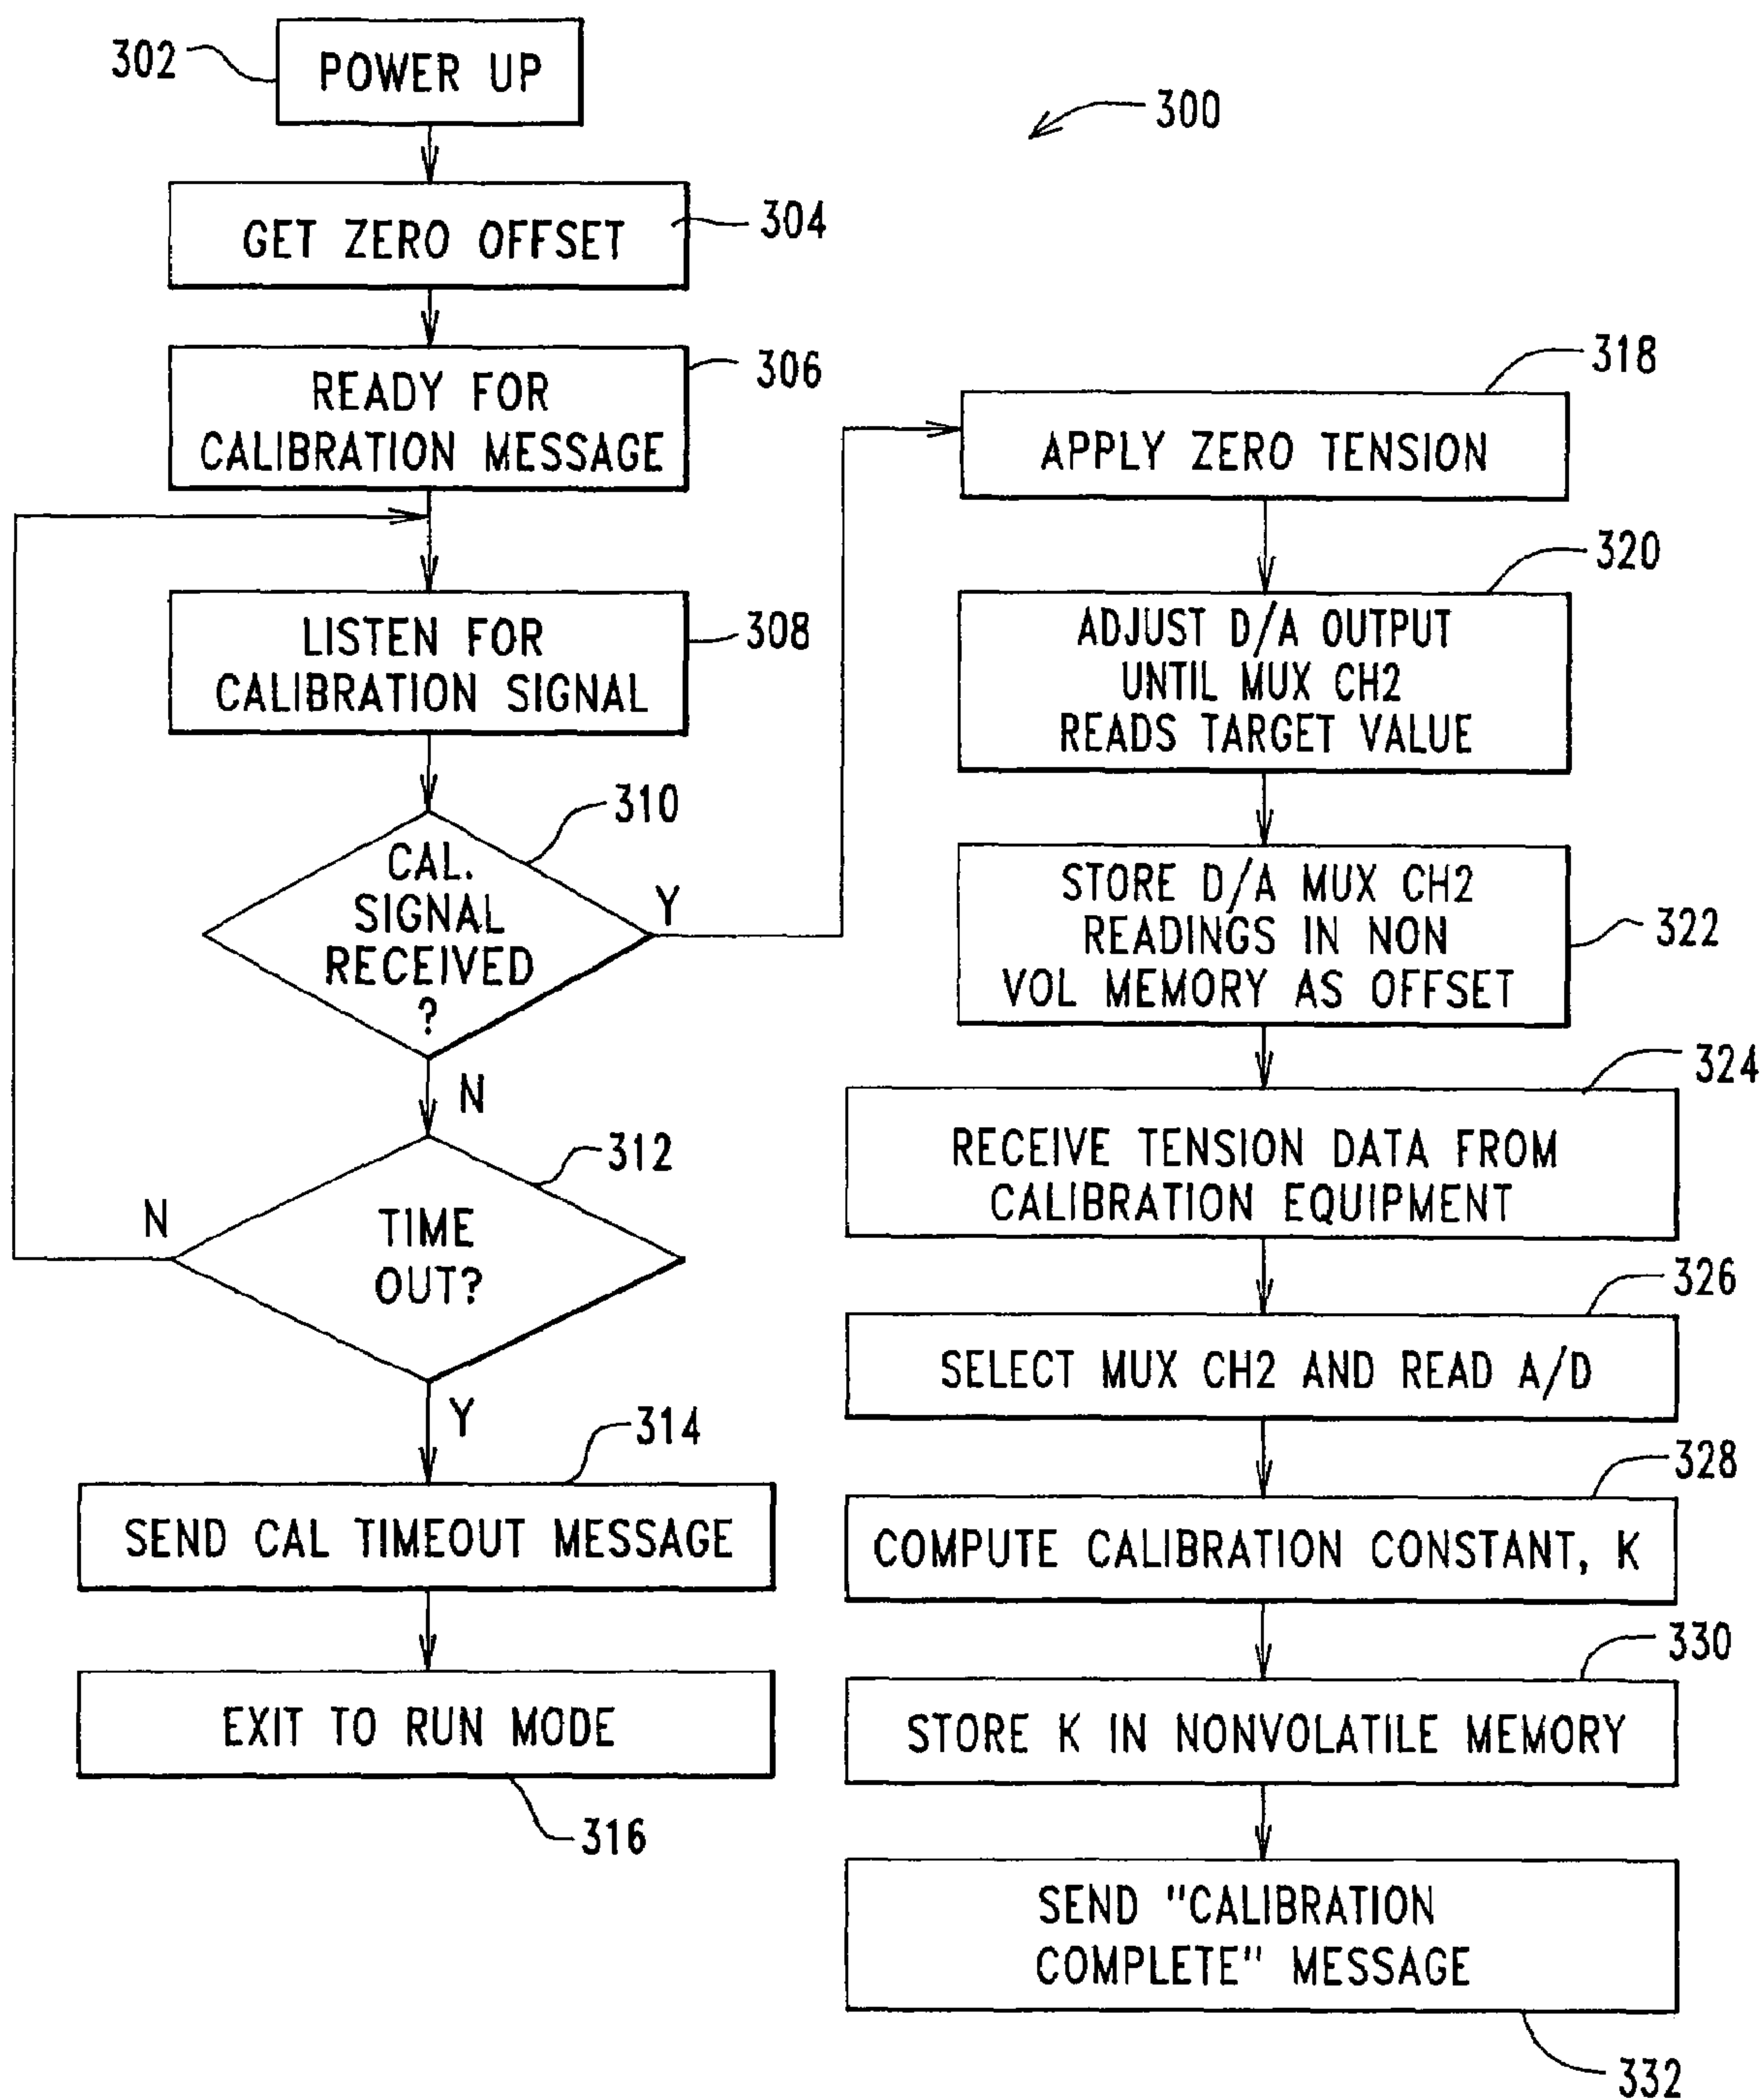 302
POWER UP
300
GET ZERO OFFSET
304
READY FOR
CALIBRATION MESSAGE
306
LISTEN FOR
CALIBRATION SIGNAL
308
CAL.
SIGNAL
RECEIVED
?
310
Y
N
TIME
OUT?
312
N
Y
SEND CAL TIMEOUT MESSAGE
314
EXIT TO RUN MODE
316
APPLY ZERO TENSION
318
ADJUST D/A OUTPUT
UNTIL MUX CH2
READS TARGET VALUE
320
STORE D/A MUX CH2
READINGS IN NON
VOL MEMORY AS OFFSET
322
RECEIVE TENSION DATA FROM
CALIBRATION EQUIPMENT
324
SELECT MUX CH2 AND READ A/D
326
COMPUTE CALIBRATION CONSTANT, K
328
STORE K IN NONVOLATILE MEMORY
330
SEND "CALIBRATION
COMPLETE" MESSAGE
332